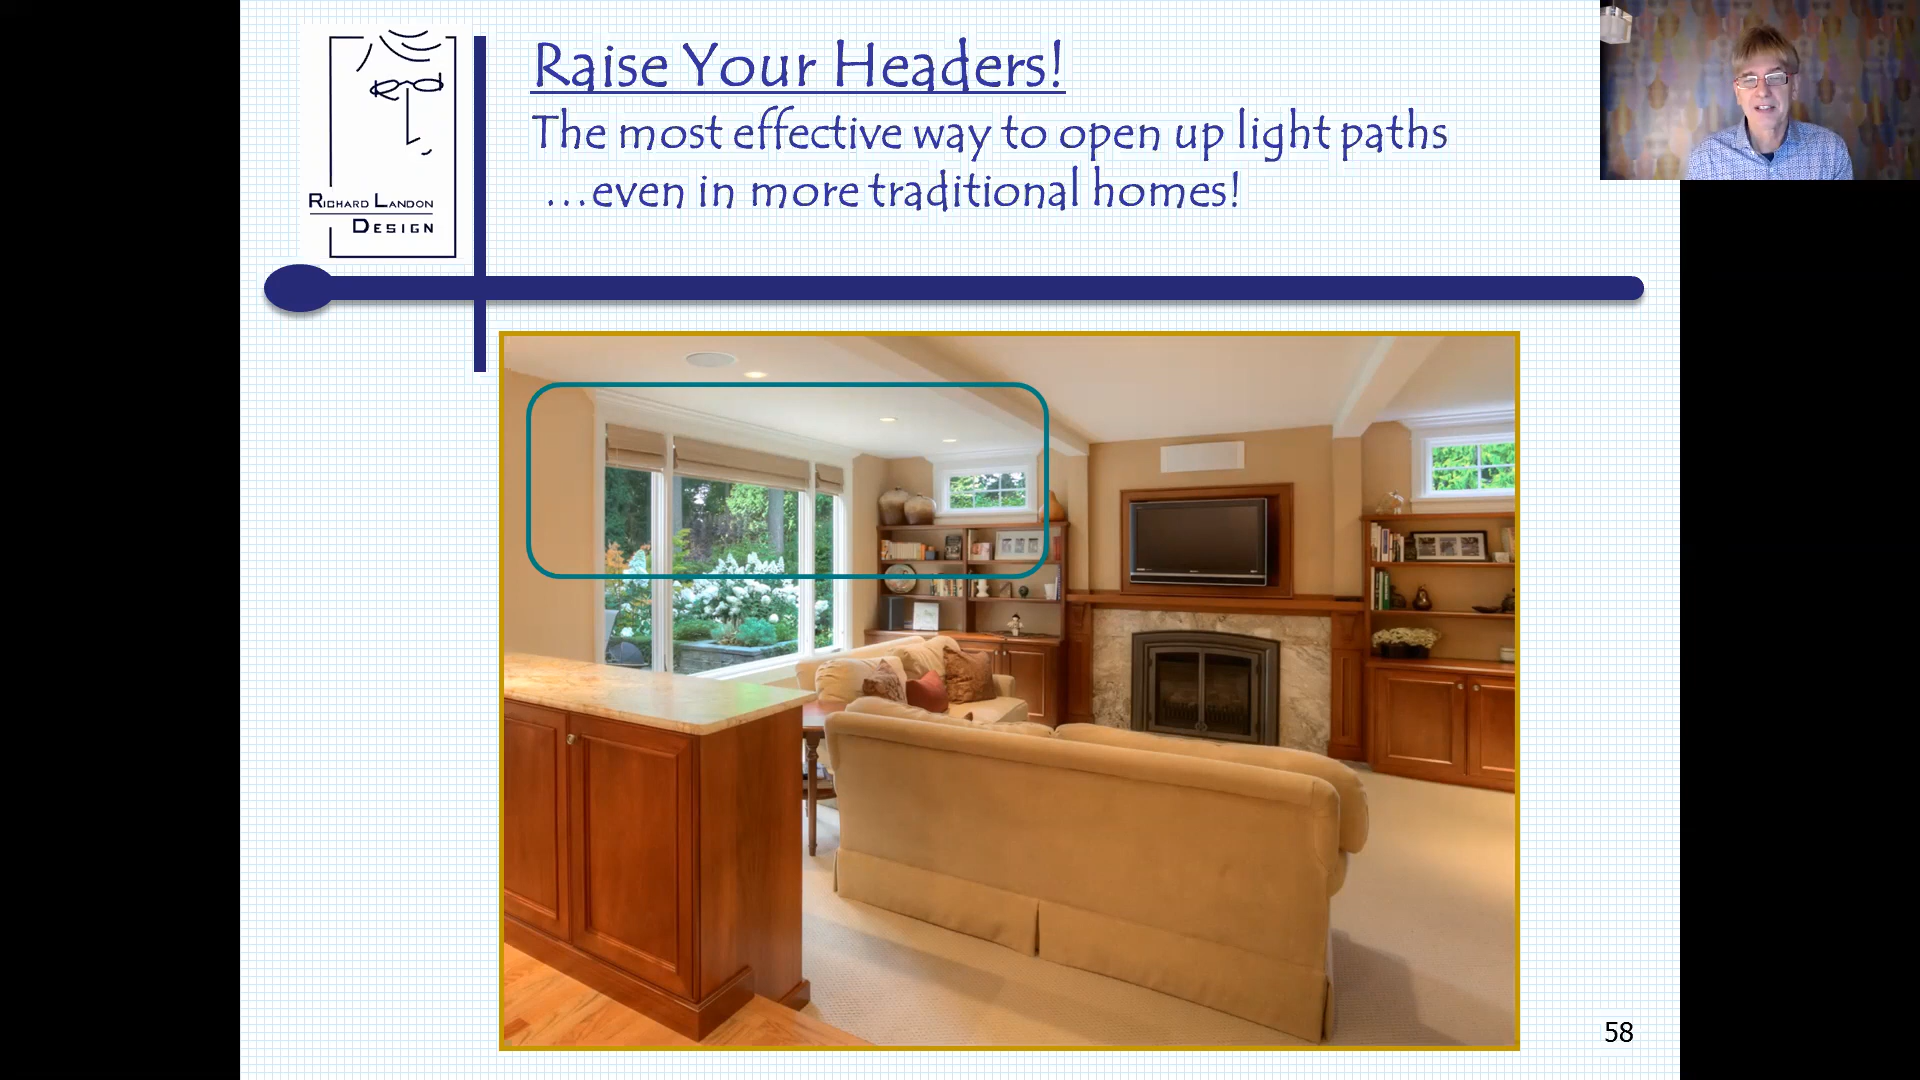 Raise Your Headers!
The most effective way to open up light paths
...even in more traditional homes!
RICHARD LANDON
DESIGN
58